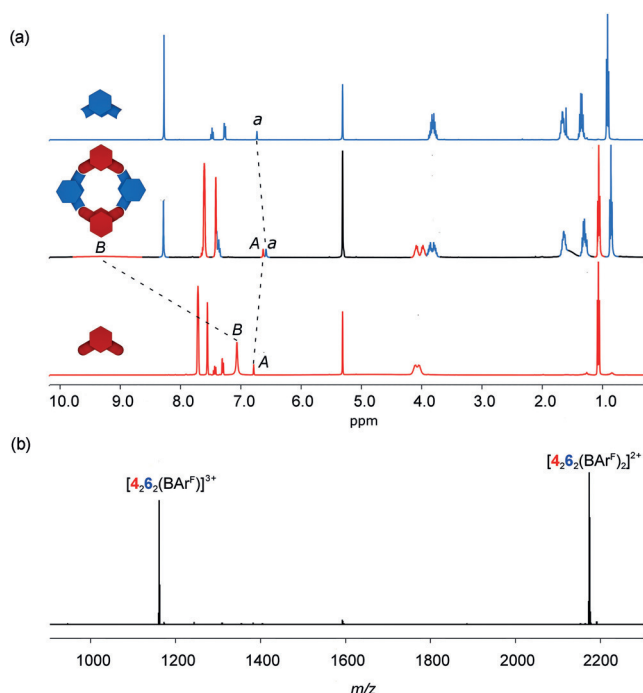 (a)
a
B
A a
B
A
10.0 9.0 8.0 7.0 6.0 5.0 4.0 3.0 2.0 1.0
ppm
(b)
[4₂6₂(BArᶠ)]³⁺
[4₂6₂(BArᶠ)₂]²⁺
1000 1200 1400 1600 1800 2000 2200
m/z